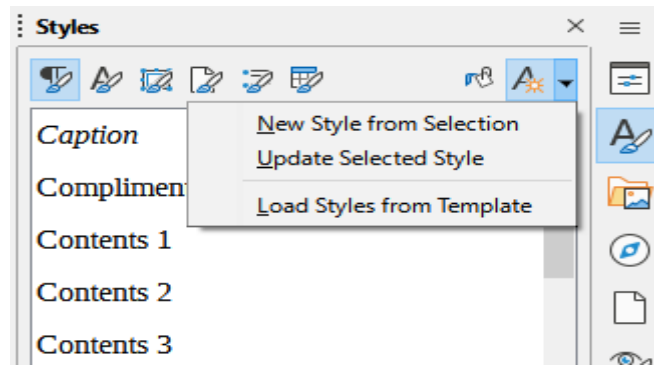 Styles
New Style from Selection
Update Selected Style
Load Styles from Template
Caption
Complimen
Contents 1
Contents 2
Contents 3